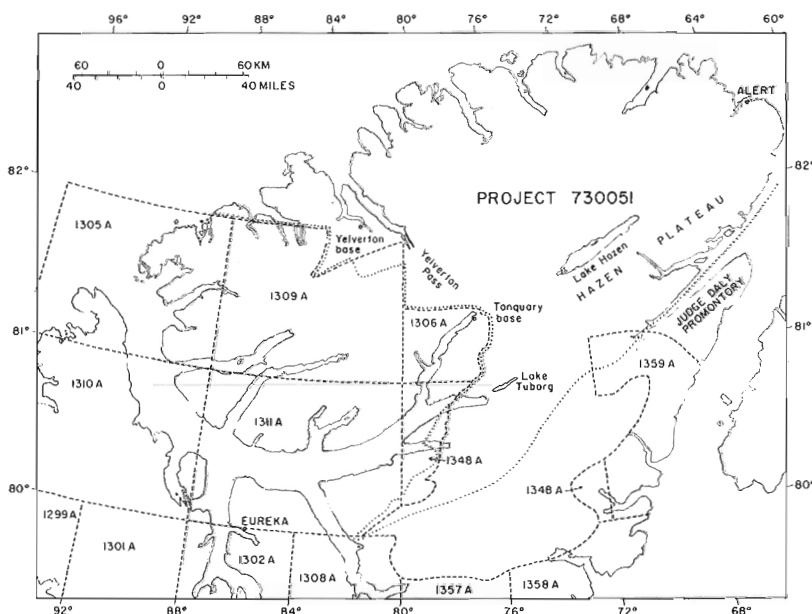 96° 92° 88° 84° 80° 76° 72° 68° 64° 60°
60 0 60 KM
40 0 40 MILES
ALERT
82° 82°
PROJECT 730051
1305 A
Yelverton base
Yelverton Pass
Lake Hazen
HAZEN PLATEAU
1309 A
JUDGE DALY PROMONTORY
81° 81°
1306 A
Tanquary base
1359 A
1310 A
Lake Tuborg
1311 A
1348 A
1348 A
80° 80°
1299 A
EUREKA
1301 A
1302 A
1308 A
1357 A
1358 A
92° 88° 84° 80° 76° 72° 68°